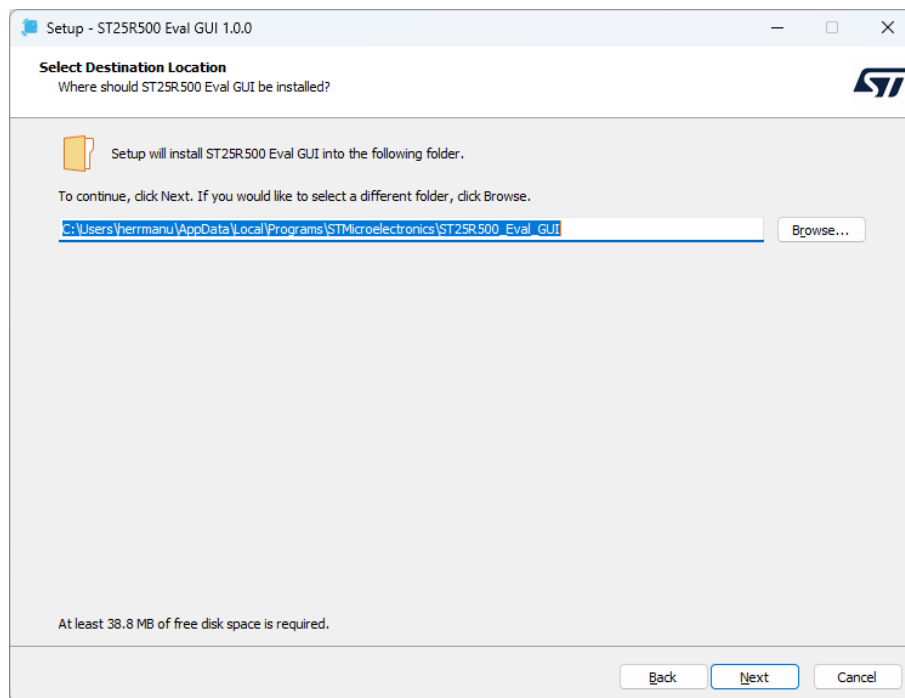 Setup - ST25R500 Eval GUI 1.0.0
Select Destination Location
Where should ST25R500 Eval GUI be installed?
ST
Setup will install ST25R500 Eval GUI into the following folder.
To continue, click Next. If you would like to select a different folder, click Browse.
C:\Users\herrmanu\AppData\Local\Programs\STMicroelectronics\ST25R500_Eval_GUI
Browse...
At least 38.8 MB of free disk space is required.
Back
Next
Cancel